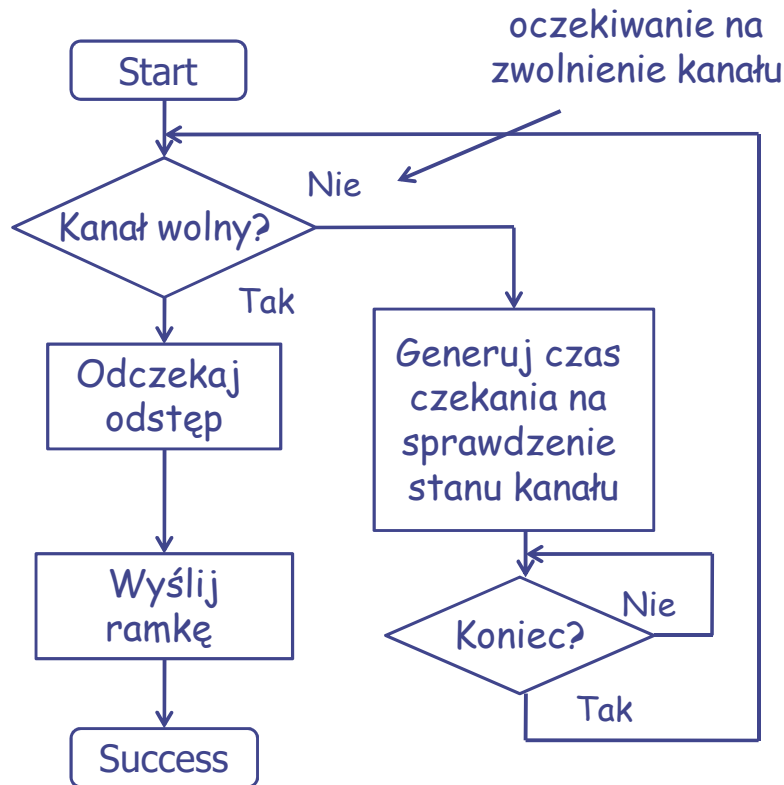 oczekiwanie na
zwolnienie kanału
Start
Nie
Kanał wolny?
Tak
Odczekaj
odstęp
Generuj czas
czekania na
sprawdzenie
stanu kanału
Wyślij
ramkę
Nie
Koniec?
Tak
Success